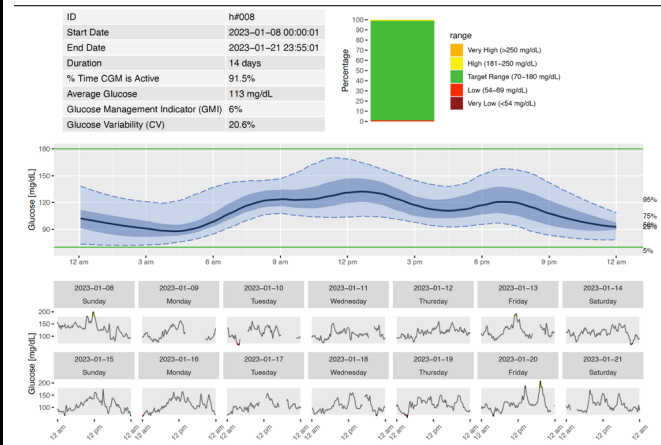 ID h#008
Start Date 2023-01-08 00:00:01
End Date 2023-01-21 23:55:01
Duration 14 days
% Time CGM is Active 91.5%
Average Glucose 113 mg/dL
Glucose Management Indicator (GMI) 6%
Glucose Variability (CV) 20.6%
Percentage
100
90
80
70
60
50
40
30
20
10
0
range
Very High (>250 mg/dL)
High (181-250 mg/dL)
Target Range (70-180 mg/dL)
Low (54-69 mg/dL)
Very Low (<54 mg/dL)
Glucose [mg/dL]
180
150
120
90
95%
75%
5%
12 am 3 am 6 am 9 am 12 pm 3 pm 6 pm 9 pm 12 am
2023-01-08 2023-01-09 2023-01-10 2023-01-11 2023-01-12 2023-01-13 2023-01-14
Sunday Monday Tuesday Wednesday Thursday Friday Saturday
Glucose [mg/dL]
200
150
100
2023-01-15 2023-01-16 2023-01-17 2023-01-18 2023-01-19 2023-01-20 2023-01-21
Sunday Monday Tuesday Wednesday Thursday Friday Saturday
200
150
100
12 am 12 pm 12 am 12 pm 12 am 12 pm 12 am 12 pm 12 am 12 pm 12 am 12 pm 12 am 12 pm 12 am